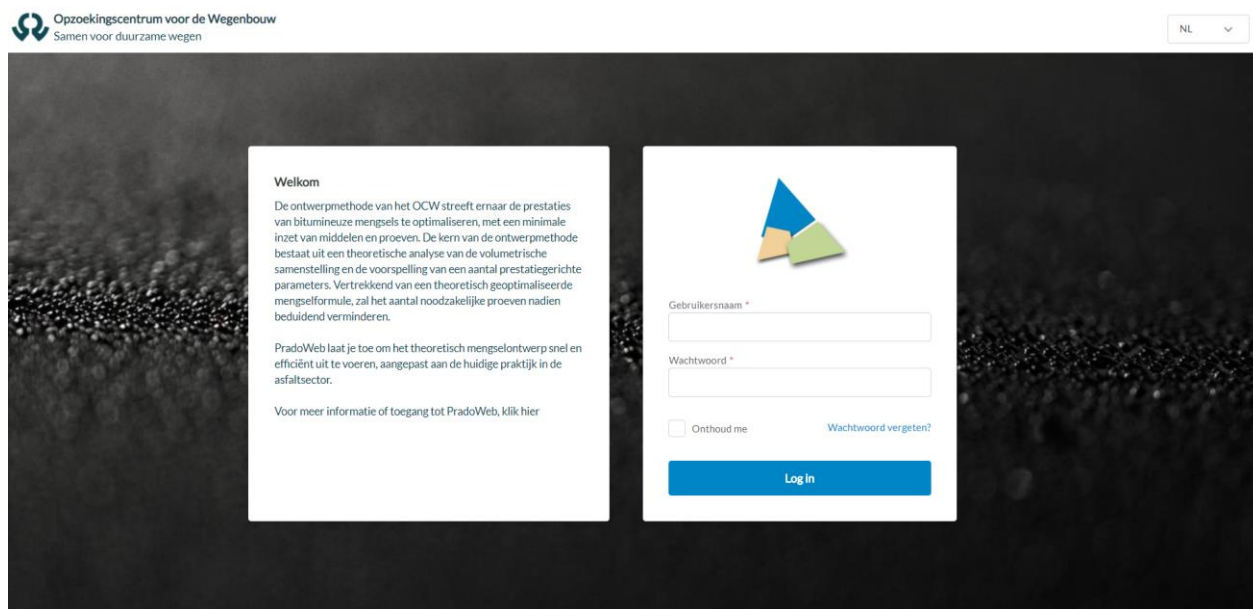 Opzoekingscentrum voor de Wegenbouw
Samen voor duurzame wegen
NL
Welkom
De ontwerpmethode van het OCW streeft ernaar de prestaties
van bitumineuze mengsels te optimaliseren, met een minimale
inzet van middelen en proeven. De kern van de ontwerpmethode
bestaat uit een theoretische analyse van de volumetrische
samenstelling en de voorspelling van een aantal prestatiegerichte
parameters. Vertrekkend van een theoretisch geoptimaliseerde
mengselformule, zal het aantal noodzakelijke proeven nadien
beduidend verminderen.
PradoWeb laat je toe om het theoretisch mengselontwerp snel en
efficiënt uit te voeren, aangepast aan de huidige praktijk in de
asfaltsector.
Voor meer informatie of toegang tot PradoWeb, klik hier
Gebruikersnaam *
Wachtwoord *
Onthoud me
Wachtwoord vergeten?
Log in